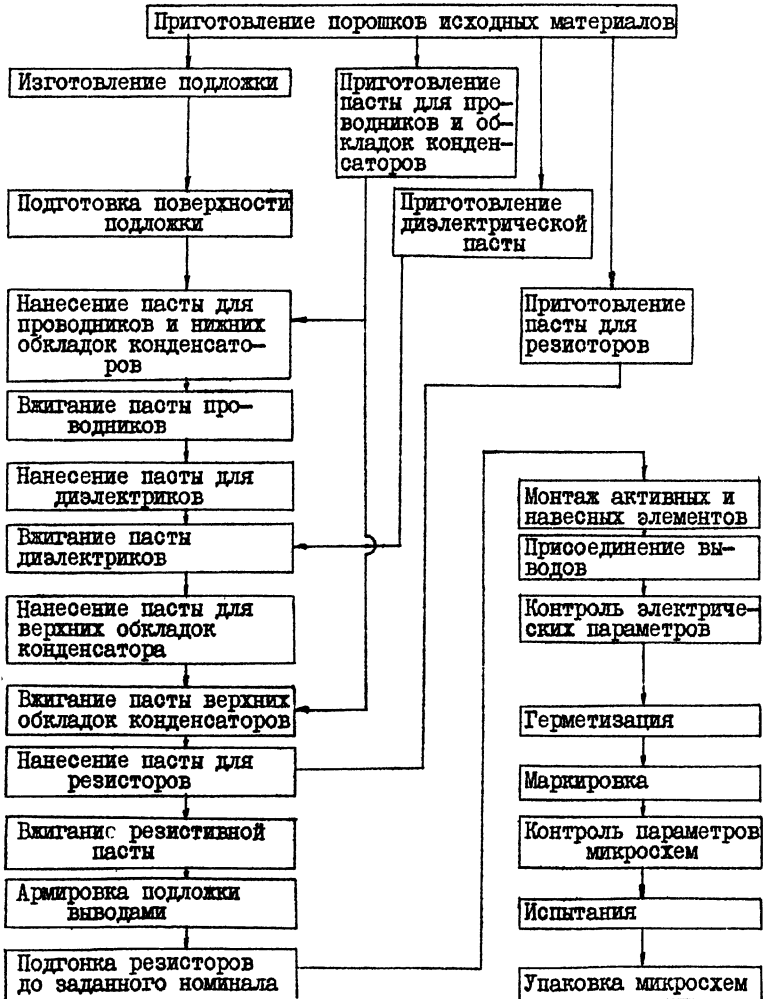 Приготовление порошков исходных материалов
Изготовление подложки
Приготовление
пасты для про-
водников и об-
кладок конден-
саторов
Подготовка поверхности
подложки
Приготовление
диэлектрической
пасты
Нанесение пасты для
проводников и нижних
обкладок конденсато-
ров
Приготовление
пасты для
резисторов
Вжигание пасты про-
водников
Нанесение пасты для
диэлектриков
Вжигание пасты
диэлектриков
Нанесение пасты для
верхних обкладок
конденсатора
Вжигание пасты верхних
обкладок конденсаторов
Нанесение пасты для
резисторов
Вжигание резистивной
пасты
Армировка подложки
выводами
Подгонка резисторов
до заданного номинала
Монтаж активных и
навесных элементов
Присоединение вы-
водов
Контроль электриче-
ских параметров
Герметизация
Маркировка
Контроль параметров
микросхем
Испытания
Упаковка микросхем